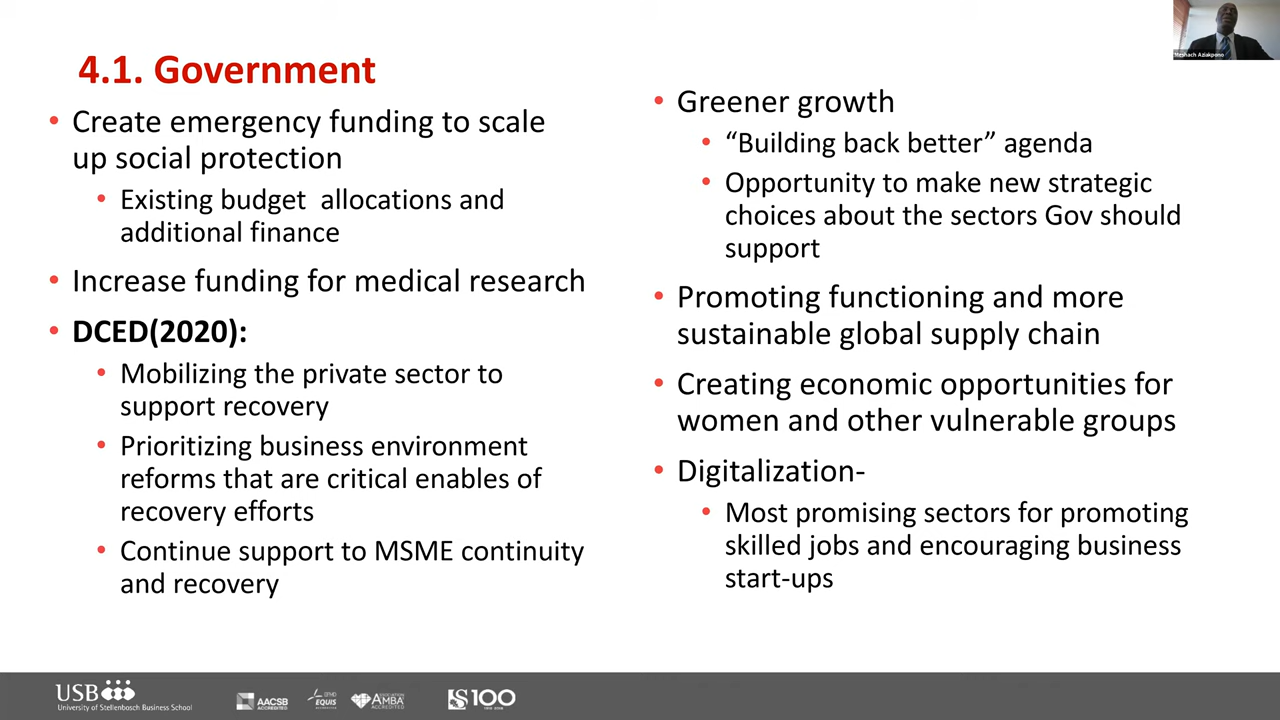 4.1. Government
• Create emergency funding to scale
up social protection
• Existing budget  allocations and
additional finance
• Increase funding for medical research
• DCED(2020):
• Mobilizing the private sector to
support recovery
• Prioritizing business environment
reforms that are critical enables of
recovery efforts
• Continue support to MSME continuity
and recovery
• Greener growth
• “Building back better” agenda
• Opportunity to make new strategic
choices about the sectors Gov should
support
• Promoting functioning and more
sustainable global supply chain
• Creating economic opportunities for
women and other vulnerable groups
• Digitalization-
• Most promising sectors for promoting
skilled jobs and encouraging business
start-ups
Meshach Aziakpono
USB
University of Stellenbosch Business School
AACSB
ACCREDITED
EFMD
EQUIS
ACCREDITED
ASSOCIATION
AMBA
ACCREDITED
100